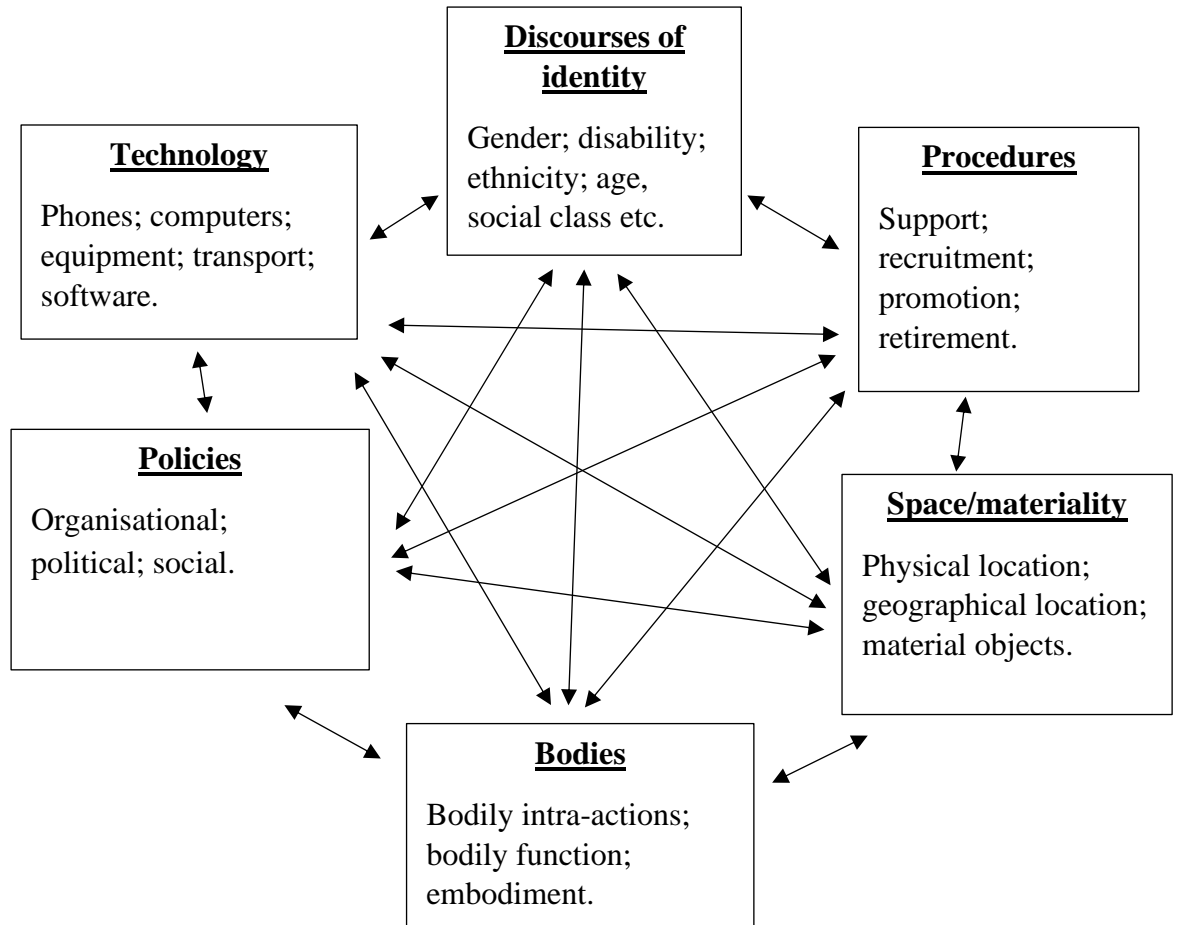 Discourses of
identity
Gender; disability;
ethnicity; age,
social class etc.
Technology
Phones; computers;
equipment; transport;
software.
Procedures
Support;
recruitment;
promotion;
retirement.
Policies
Organisational;
political; social.
Space/materiality
Physical location;
geographical location;
material objects.
Bodies
Bodily intra-actions;
bodily function;
embodiment.